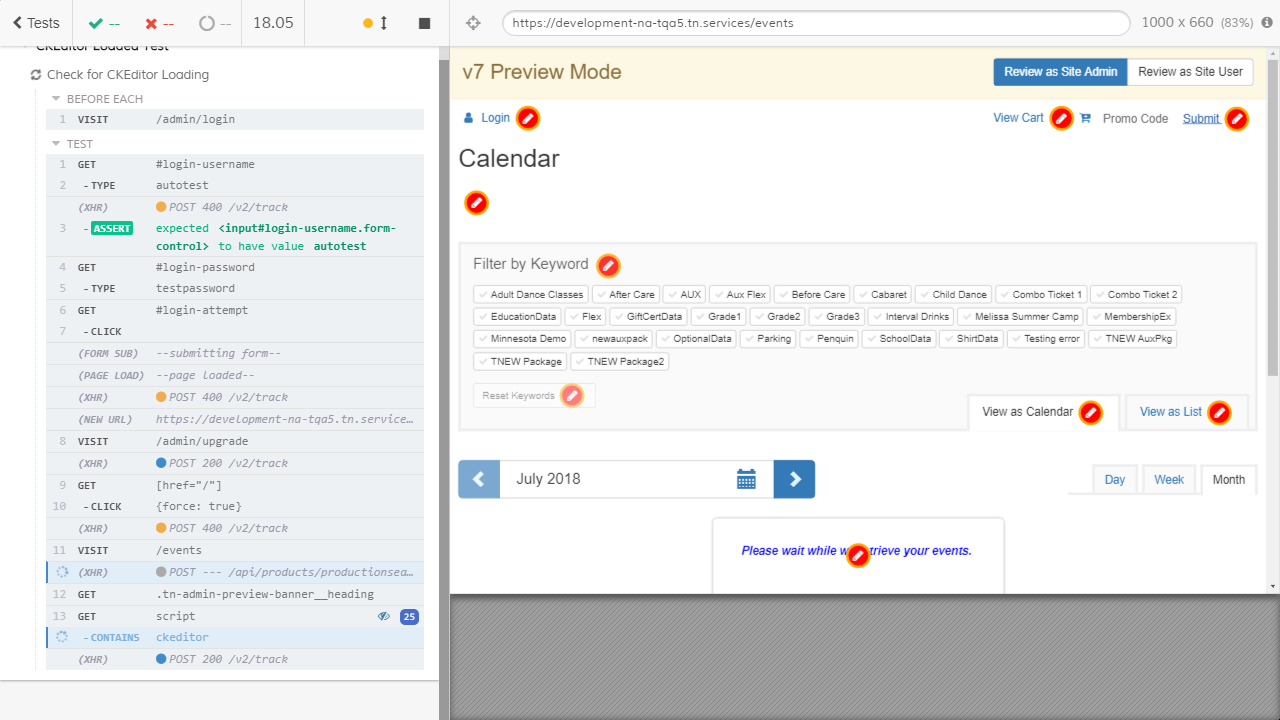 Tests -- -- -- 18.05
CKEditor Loaded Test
Check for CKEditor Loading
BEFORE EACH
1 VISIT /admin/login
TEST
1 GET #login-username
2 - TYPE autotest
(XHR) POST 400 /v2/track
3 - ASSERT expected <input#login-username.form-
control> to have value autotest
4 GET #login-password
5 - TYPE testpassword
6 GET #login-attempt
7 - CLICK
(FORM SUB) --submitting form--
(PAGE LOAD) --page loaded--
(XHR) POST 400 /v2/track
(NEW URL) https://development-na-tqa5.tn.service…
8 VISIT /admin/upgrade
(XHR) POST 200 /v2/track
9 GET [href="/"]
10 - CLICK {force: true}
(XHR) POST 400 /v2/track
11 VISIT /events
(XHR) POST --- /api/products/productionsea…
12 GET .tn-admin-preview-banner__heading
13 GET script 25
- CONTAINS ckeditor
(XHR) POST 200 /v2/track
https://development-na-tqa5.tn.services/events 1000 x 660 (83%)
v7 Preview Mode Review as Site Admin Review as Site User
Login View Cart Promo Code Submit
Calendar
Filter by Keyword
Adult Dance Classes After Care AUX Aux Flex Before Care Cabaret Child Dance Combo Ticket 1 Combo Ticket 2
EducationData Flex GiftCertData Grade1 Grade2 Grade3 Interval Drinks Melissa Summer Camp MembershipEx
Minnesota Demo newauxpack OptionalData Parking Penquin SchoolData ShirtData Testing error TNEW AuxPkg
TNEW Package TNEW Package2
Reset Keywords
View as Calendar View as List
July 2018 Day Week Month
Please wait while w trieve your events.